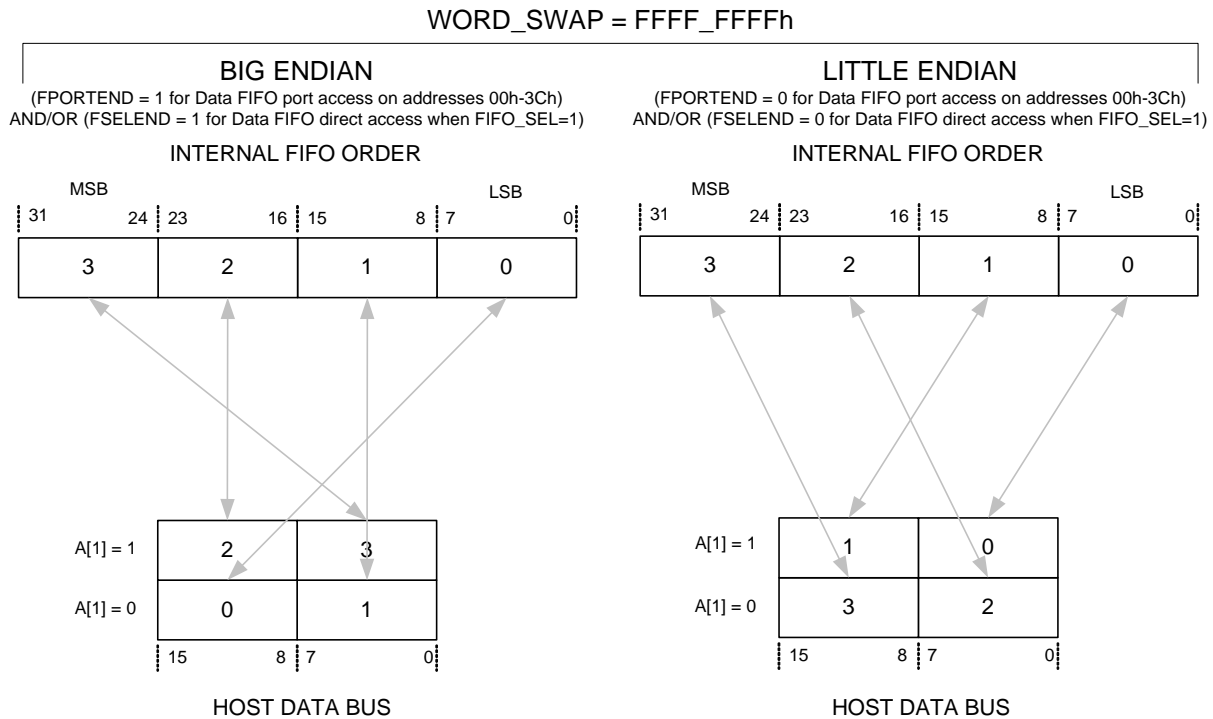 WORD_SWAP = FFFF_FFFFh
BIG ENDIAN
(FPORTEND = 1 for Data FIFO port access on addresses 00h-3Ch)
AND/OR (FSELEND = 1 for Data FIFO direct access when FIFO_SEL=1)
INTERNAL FIFO ORDER
MSB LSB
31 24 23 16 15 8 7 0
3 2 1 0
A[1] = 1 2 3
A[1] = 0 0 1
15 8 7 0
HOST DATA BUS
LITTLE ENDIAN
(FPORTEND = 0 for Data FIFO port access on addresses 00h-3Ch)
AND/OR (FSELEND = 0 for Data FIFO direct access when FIFO_SEL=1)
INTERNAL FIFO ORDER
MSB LSB
31 24 23 16 15 8 7 0
3 2 1 0
A[1] = 1 1 0
A[1] = 0 3 2
15 8 7 0
HOST DATA BUS